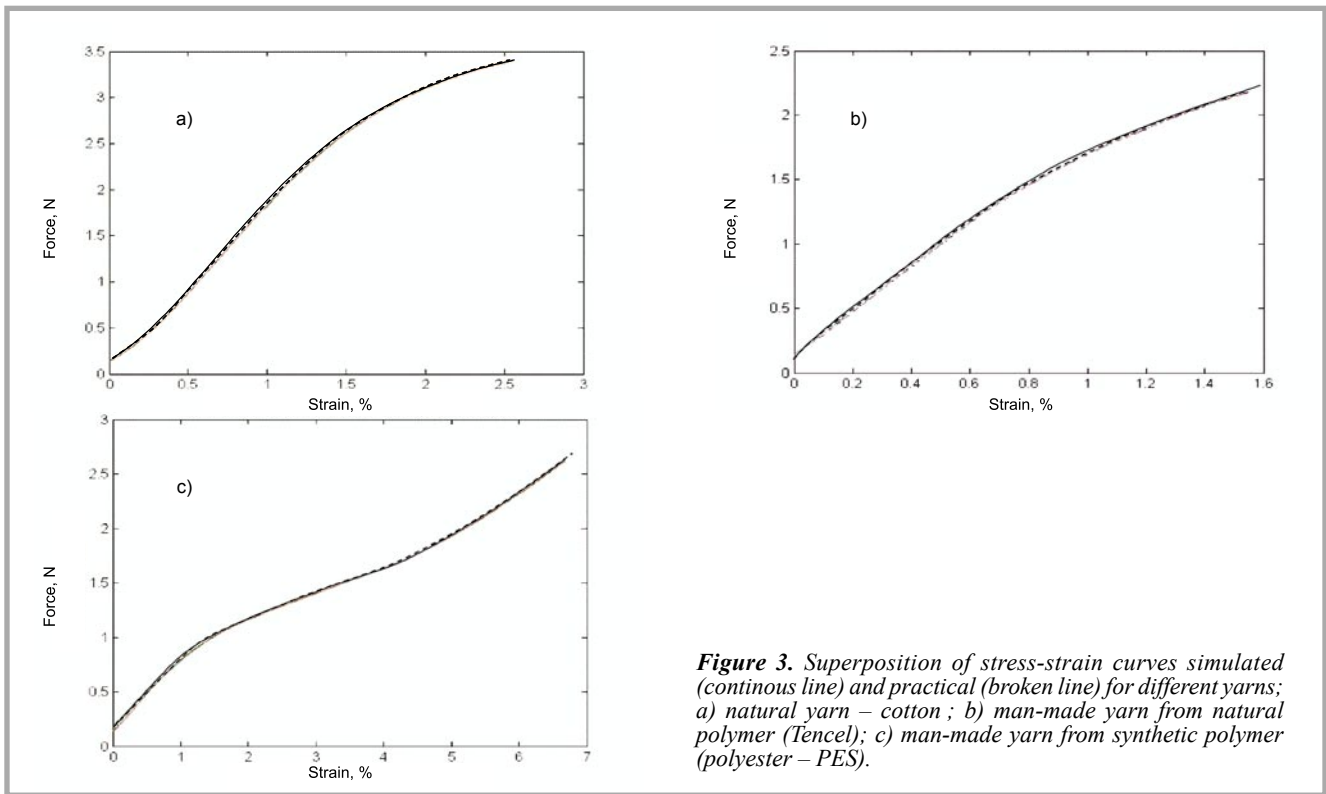 3.5
3
2.5
2
1.5
1
0.5
0
a)
Force, N
0 0.5 1 1.5 2 2.5 3
Strain, %
2.5
2
1.5
1
0.5
0
b)
Force, N
0 0.2 0.4 0.6 0.8 1 1.2 1.4 1.6
Strain, %
3
2.5
2
1.5
1
0.5
0
c)
Force, N
0 1 2 3 4 5 6 7
Strain, %
Figure 3. Superposition of stress-strain curves simulated
(continous line) and practical (broken line) for different yarns;
a) natural yarn – cotton ; b) man-made yarn from natural
polymer (Tencel); c) man-made yarn from synthetic polymer
(polyester – PES).